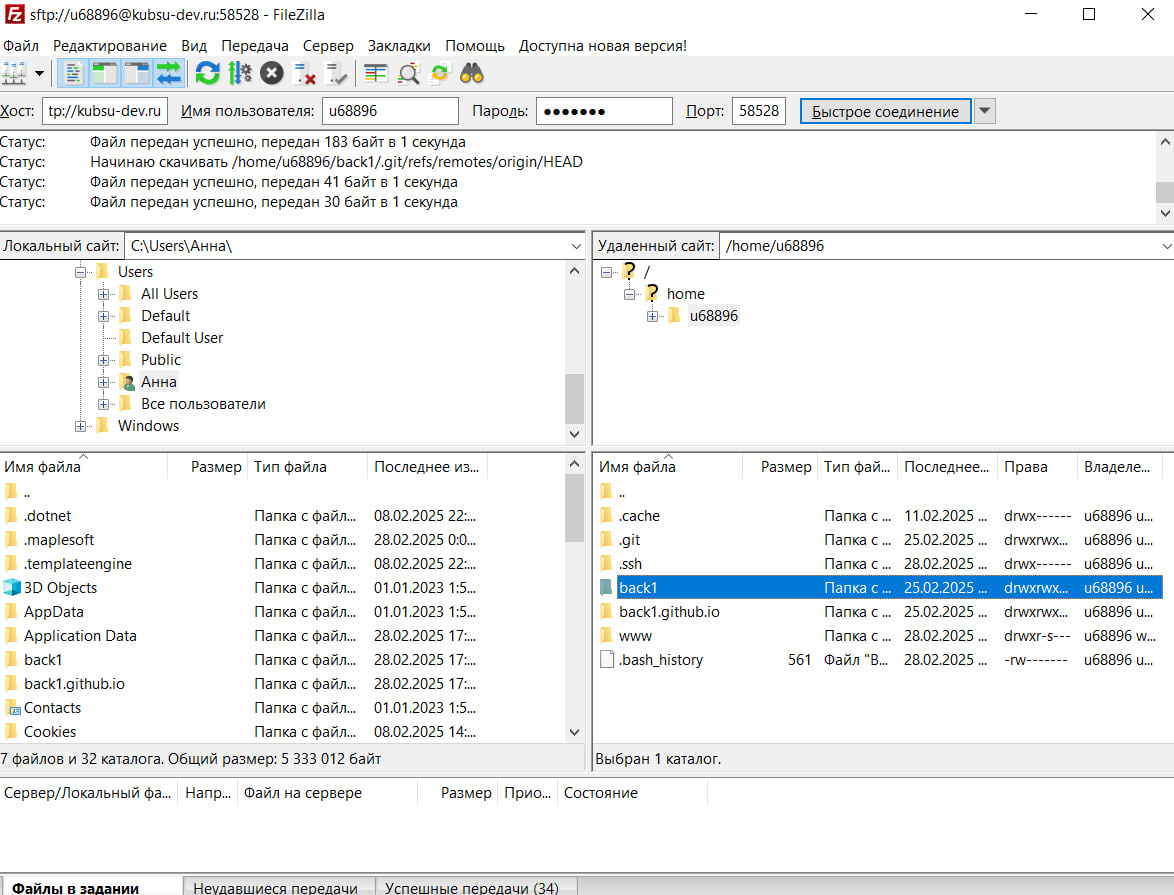 sftp://u68896@kubsu-dev.ru:58528 - FileZilla
Файл Редактирование Вид Передача Сервер Закладки Помощь Доступна новая версия!
Хост: tp://kubsu-dev.ru Имя пользователя: u68896 Пароль: ●●●●●●● Порт: 58528 Быстрое соединение
Статус: Файл передан успешно, передан 183 байт в 1 секунда
Статус: Начинаю скачивать /home/u68896/back1/.git/refs/remotes/origin/HEAD
Статус: Файл передан успешно, передан 41 байт в 1 секунда
Статус: Файл передан успешно, передан 30 байт в 1 секунда
Локальный сайт: C:\Users\Анна\
Users
All Users
Default
Default User
Public
Анна
Все пользователи
Windows
Удаленный сайт: /home/u68896
/
home
u68896
Имя файла Размер Тип файла Последнее из...
..
.dotnet Папка с файл... 08.02.2025 22:...
.maplesoft Папка с файл... 28.02.2025 0:0...
.templateengine Папка с файл... 08.02.2025 22:...
3D Objects Папка с файл... 01.01.2023 1:5...
AppData Папка с файл... 01.01.2023 1:5...
Application Data Папка с файл... 28.02.2025 17:...
back1 Папка с файл... 28.02.2025 17:...
back1.github.io Папка с файл... 28.02.2025 17:...
Contacts Папка с файл... 01.01.2023 1:5...
Cookies Папка с файл... 08.02.2025 14:...
7 файлов и 32 каталога. Общий размер: 5 333 012 байт
Имя файла Размер Тип фай... Последнее... Права Владеле...
..
.cache Папка с ... 11.02.2025 ... drwx------ u68896 u...
.git Папка с ... 25.02.2025 ... drwxrwx... u68896 u...
.ssh Папка с ... 28.02.2025 ... drwx------ u68896 u...
back1 Папка с ... 25.02.2025 ... drwxrwx... u68896 u...
back1.github.io Папка с ... 25.02.2025 ... drwxrwx... u68896 u...
www Папка с ... 28.02.2025 ... drwxr-s--- u68896 w...
.bash_history 561 Файл "B... 28.02.2025 ... -rw------- u68896 u...
Выбран 1 каталог.
Сервер/Локальный фа... Напр... Файл на сервере Размер Прио... Состояние
Файлы в задании Неудавшиеся передачи Успешные передачи (34)